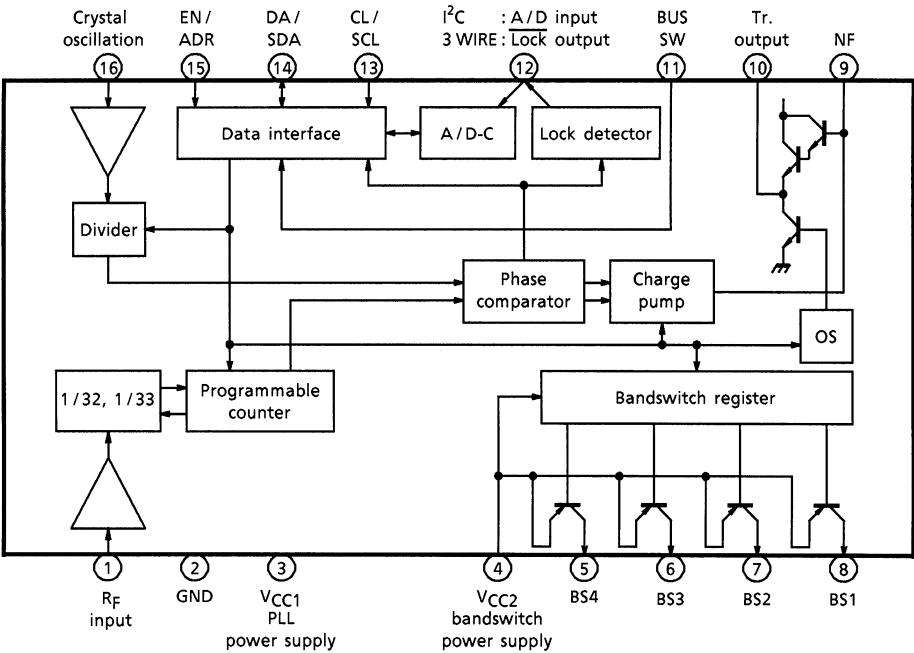 Crystal oscillation
EN / ADR
DA / SDA
CL / SCL
I²C : A / D input
3 WIRE : Lock output
BUS SW
Tr. output
NF
16
15
14
13
12
11
10
9
Data interface
A / D-C
Lock detector
Divider
Phase comparator
Charge pump
OS
1 / 32, 1 / 33
Programmable counter
Bandswitch register
1
2
3
4
5
6
7
8
RF input
GND
VCC1 PLL power supply
VCC2 bandswitch power supply
BS4
BS3
BS2
BS1